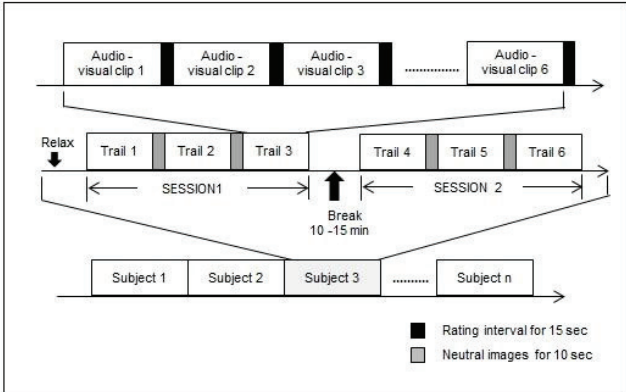 Audio - visual clip 1
Audio - visual clip 2
Audio - visual clip 3
Audio - visual clip 6
Relax
Trail 1
Trail 2
Trail 3
Trail 4
Trail 5
Trail 6
SESSION1
SESSION 2
Break
10 -15 min
Subject 1
Subject 2
Subject 3
Subject n
Rating interval for 15 sec
Neutral images for 10 sec